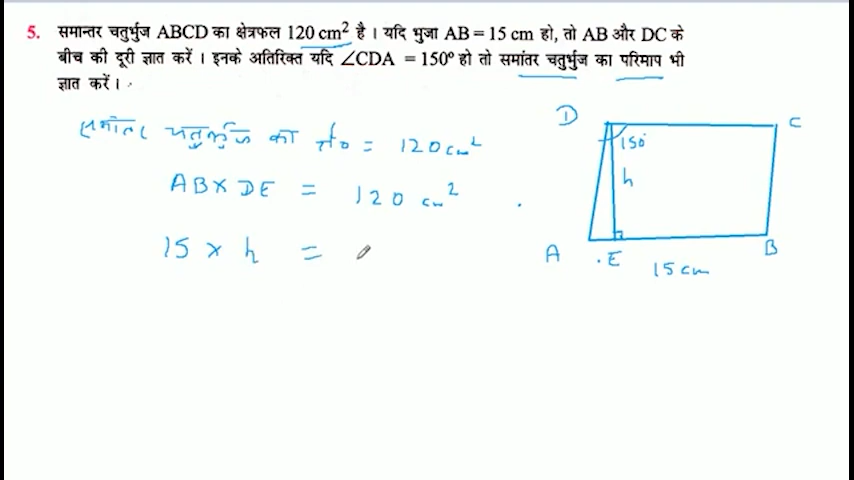 5. समान्तर चतुर्भुज ABCD का क्षेत्रफल 120 cm² है । यदि भुजा AB = 15 cm हो, तो AB और DC के
बीच की दूरी ज्ञात करें । इनके अतिरिक्त यदि ∠CDA = 150° हो तो समांतर चतुर्भुज का परिमाप भी
ज्ञात करें ।
समांतर चतुर्भुज का क्षे० = 120 cm²
AB × DE = 120 cm²
15 × h =
D
C
150°
h
A
E
B
15 cm